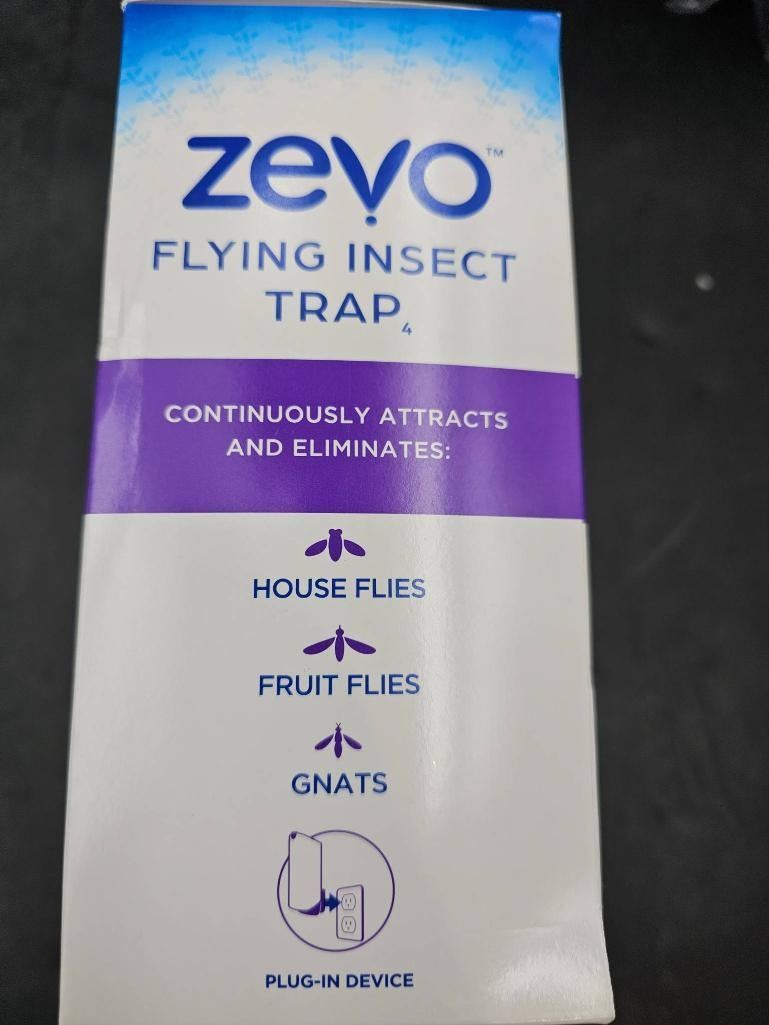 zevo™
FLYING INSECT
TRAP4
CONTINUOUSLY ATTRACTS
AND ELIMINATES:
HOUSE FLIES
FRUIT FLIES
GNATS
PLUG-IN DEVICE